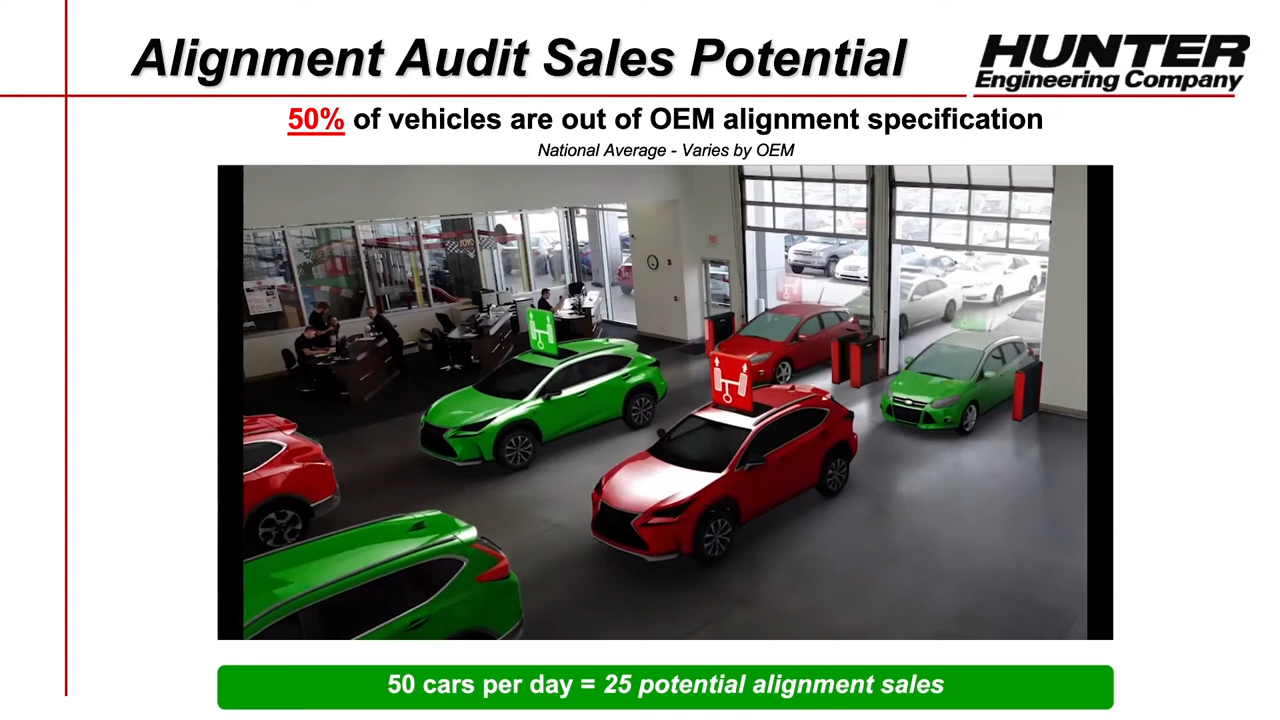 Alignment Audit Sales Potential
HUNTER
Engineering Company
50% of vehicles are out of OEM alignment specification
National Average - Varies by OEM
50 cars per day = 25 potential alignment sales